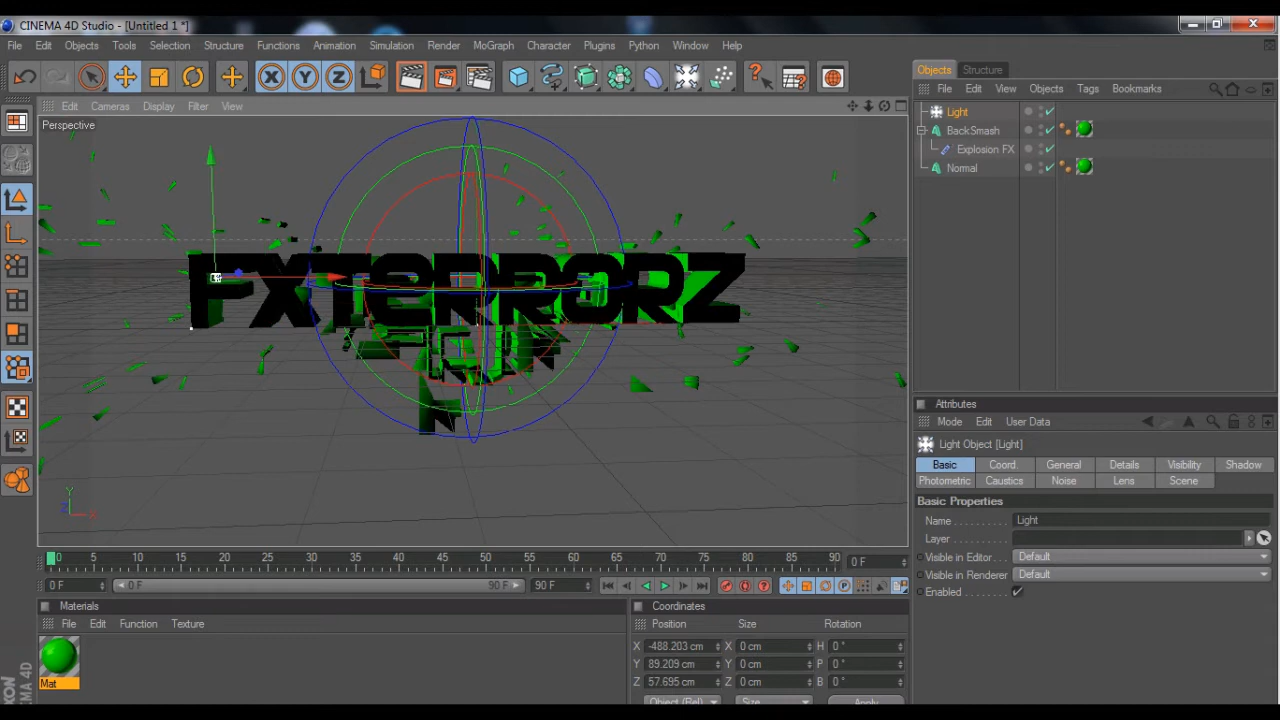 CINEMA 4D Studio - [Untitled 1 *]
File Edit Objects Tools Selection Structure Functions Animation Simulation Render MoGraph Character Plugins Python Window Help
X Y Z
Edit Cameras Display Filter View
Perspective
FXTERRORZ
Y
Z X
0 5 10 15 20 25 30 35 40 45 50 55 60 65 70 75 80 85 90 0 F
0 F 0 F 90 F 90 F
P
Materials
File Edit Function Texture
Mat
Coordinates
Position Size Rotation
X -488.203 cm X 0 cm H 0 °
Y 89.209 cm Y 0 cm P 0 °
Z 57.695 cm Z 0 cm B 0 °
Object (Rel) Size Apply
Objects Structure
File Edit View Objects Tags Bookmarks
Light
BackSmash
Explosion FX
Normal
Attributes
Mode Edit User Data
Light Object [Light]
Basic Coord. General Details Visibility Shadow
Photometric Caustics Noise Lens Scene
Basic Properties
Name Light
Layer
Visible in Editor Default
Visible in Renderer Default
Enabled